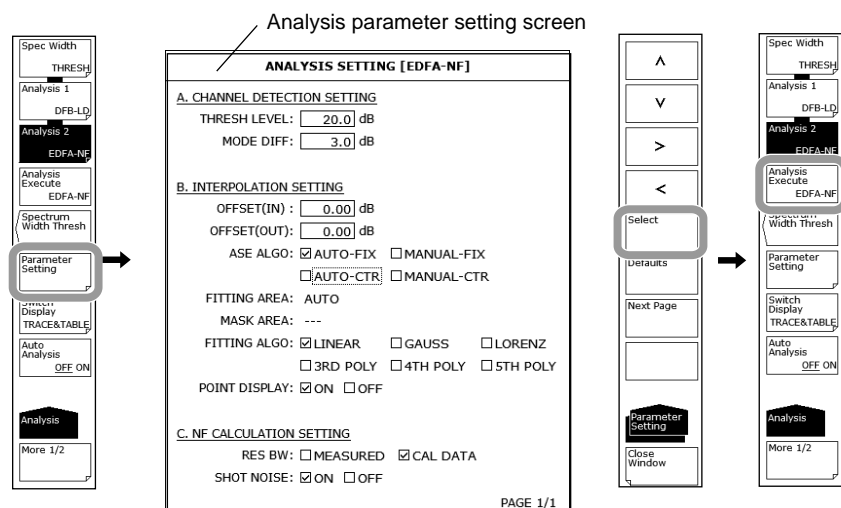 Analysis parameter setting screen
Spec Width
THRESH
Analysis 1
DFB-LD
Analysis 2
EDFA-NF
Analysis
Execute
EDFA-NF
Spectrum
Width Thresh
Parameter
Setting
Switch
Display
TRACE&TABLE
Auto
Analysis
OFF ON
Analysis
More 1/2
ANALYSIS SETTING [EDFA-NF]
A. CHANNEL DETECTION SETTING
THRESH LEVEL: 20.0 dB
MODE DIFF: 3.0 dB
B. INTERPOLATION SETTING
OFFSET(IN) : 0.00 dB
OFFSET(OUT): 0.00 dB
ASE ALGO: ☑AUTO-FIX ☐MANUAL-FIX
☐AUTO-CTR ☐MANUAL-CTR
FITTING AREA: AUTO
MASK AREA: ---
FITTING ALGO: ☑LINEAR ☐GAUSS ☐LORENZ
☐3RD POLY ☐4TH POLY ☐5TH POLY
POINT DISPLAY: ☑ON ☐OFF
C. NF CALCULATION SETTING
RES BW: ☐MEASURED ☑CAL DATA
SHOT NOISE: ☑ON ☐OFF
PAGE 1/1
Select
Defaults
Next Page
Parameter
Setting
Close
Window
Spec Width
THRESH
Analysis 1
DFB-LD
Analysis 2
EDFA-NF
Analysis
Execute
EDFA-NF
Spectrum
Width Thresh
Parameter
Setting
Switch
Display
TRACE&TABLE
Auto
Analysis
OFF ON
Analysis
More 1/2